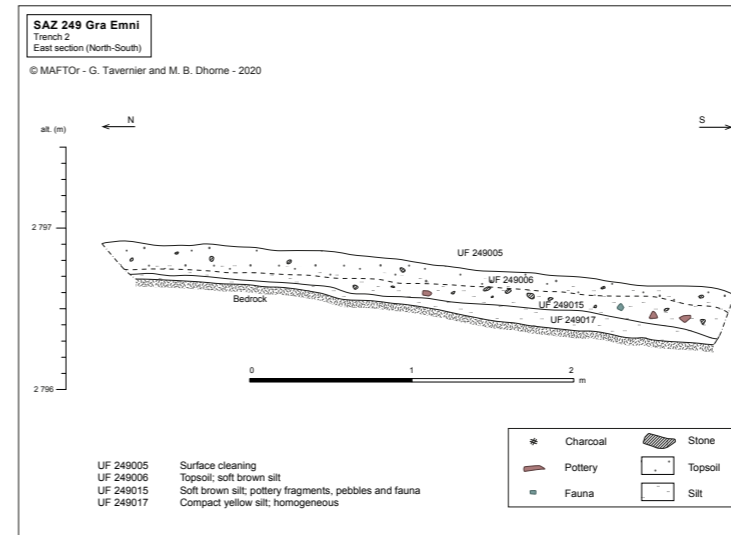 SAZ 249 Gra Emni
Trench 2
East section (North-South)
© MAFTOr - G. Tavernier and M. B. Dhorne - 2020
alt. (m)
N
S
2 797
UF 249005
UF 249006
UF 249015
UF 249017
Bedrock
2 796
0
1
2
m
UF 249005 Surface cleaning
UF 249006 Topsoil; soft brown silt
UF 249015 Soft brown silt; pottery fragments, pebbles and fauna
UF 249017 Compact yellow silt; homogeneous
Charcoal
Stone
Pottery
Topsoil
Fauna
Silt